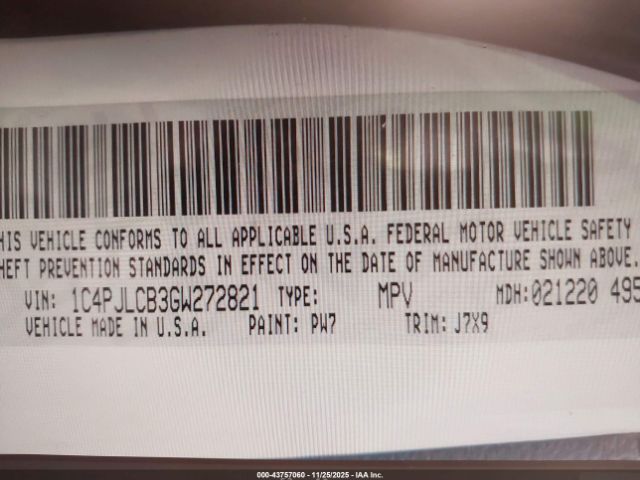 HIS VEHICLE CONFORMS TO ALL APPLICABLE U.S.A. FEDERAL MOTOR VEHICLE SAFETY
HEFT PREVENTION STANDARDS IN EFFECT ON THE DATE OF MANUFACTURE SHOWN ABOVE.
VIN: 1C4PJLCB3GW272821 TYPE: MPV MDH:021220 495
VEHICLE MADE IN U.S.A. PAINT: PW7 TRIM: J7X9
000-43757060 - 11/25/2025 - IAA Inc.